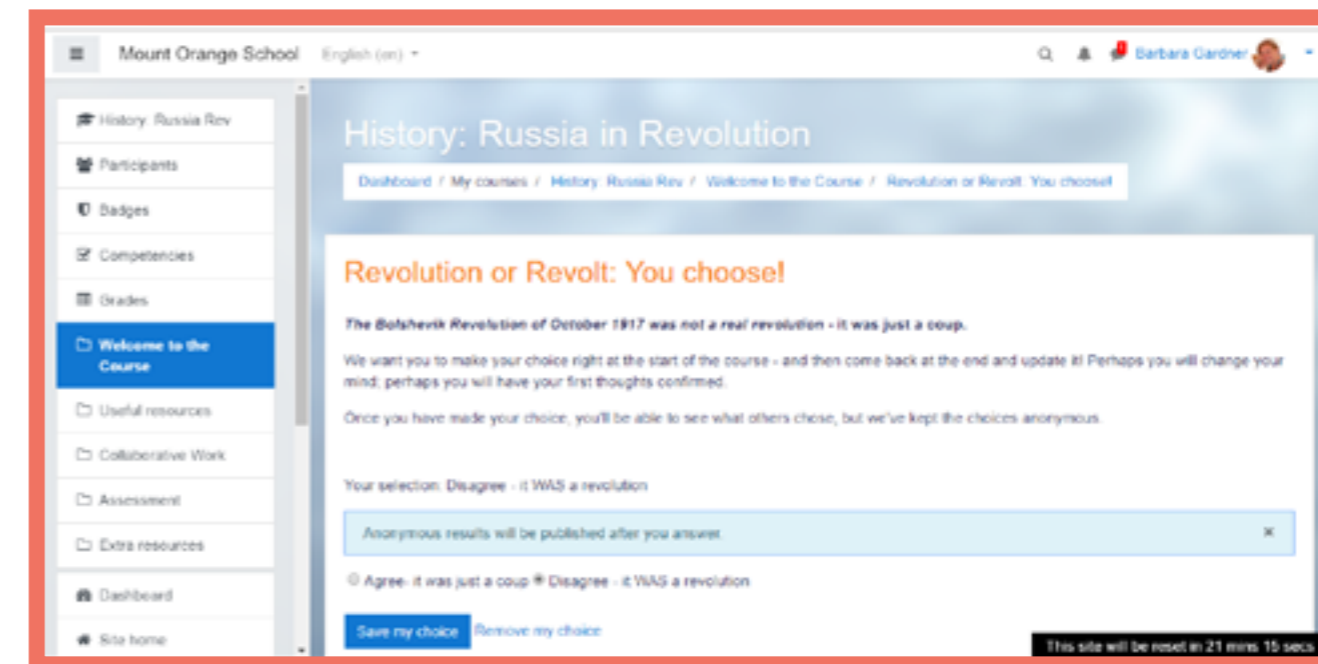 Mount Orange School English (en)
Barbara Gardner
History: Russia Rev
Participants
Badges
Competencies
Grades
Welcome to the
Course
Useful resources
Collaborative Work
Assessment
Extra resources
Dashboard
Site home
History: Russia in Revolution
Dashboard / My courses / History: Russia Rev / Welcome to the Course / Revolution or Revolt: You choose!
Revolution or Revolt: You choose!
The Bolshevik Revolution of October 1917 was not a real revolution - it was just a coup.
We want you to make your choice right at the start of the course - and then come back at the end and update it! Perhaps you will change your
mind; perhaps you will have your first thoughts confirmed.
Once you have made your choice, you'll be able to see what others chose, but we've kept the choices anonymous.
Your selection: Disagree - it WAS a revolution
Anonymous results will be published after you answer.
Agree- it was just a coup Disagree - it WAS a revolution
Save my choice Remove my choice
This site will be reset in 21 mins 15 secs